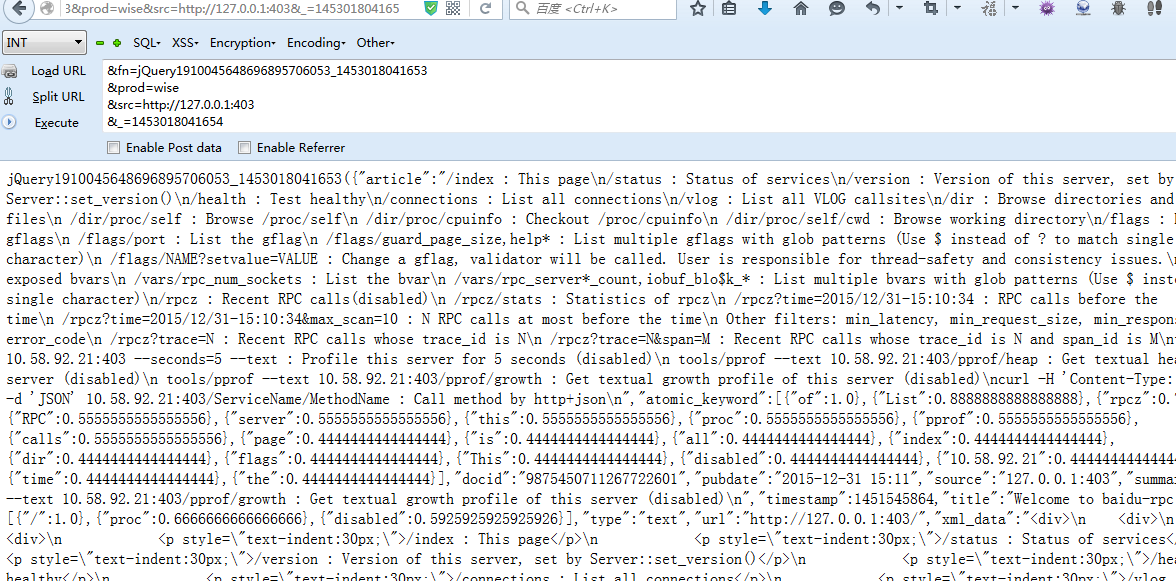 3&prod=wise&src=http://127.0.0.1:403&_=145301804165
百度 <Ctrl+K>
INT
SQL
XSS
Encryption
Encoding
Other
Load URL
Split URL
Execute
&fn=jQuery1910045648696895706053_1453018041653
&prod=wise
&src=http://127.0.0.1:403
&_=1453018041654
Enable Post data
Enable Referrer
jQuery1910045648696895706053_1453018041653({"article":"/index : This page\n/status : Status of services\n/version : Version of this server, set by
Server::set_version()\n/health : Test healthy\n/connections : List all connections\n/vlog : List all VLOG callsites\n/dir : Browse directories and
files\n /dir/proc/self : Browse /proc/self\n /dir/proc/cpuinfo : Checkout /proc/cpuinfo\n /dir/proc/self/cwd : Browse working directory\n/flags :
gflags\n /flags/port : List the gflag\n /flags/guard_page_size,help* : List multiple gflags with glob patterns (Use $ instead of ? to match single
character)\n /flags/NAME?setvalue=VALUE : Change a gflag, validator will be called. User is responsible for thread-safety and consistency issues.\
exposed bvars\n /vars/rpc_num_sockets : List the bvar\n /vars/rpc_server*_count,iobuf_blo$k_* : List multiple bvars with glob patterns (Use $
single character)\n/rpcz : Recent RPC calls(disabled)\n /rpcz/stats : Statistics of rpcz\n /rpcz?time=2015/12/31-15:10:34 : RPC calls before the
time\n /rpcz?time=2015/12/31-15:10:34&max_scan=10 : N RPC calls at most before the time\n Other filters: min_latency, min_request_size,
error_code\n /rpcz?trace=N : Recent RPC calls whose trace_id is N\n /rpcz?trace=N&span=M : Recent RPC calls whose trace_id is N and span_id is M\n
10.58.92.21:403 --seconds=5 --text : Profile this server for 5 seconds (disabled)\n tools/pprof --text 10.58.92.21:403/pprof/heap : Get textual
server (disabled)\n tools/pprof --text 10.58.92.21:403/pprof/growth : Get textual growth profile of this server (disabled)\ncurl -H 'Content-Type:
-d 'JSON' 10.58.92.21:403/ServiceName/MethodName : Call method by http+json\n","atomic_keyword":[{"of":1.0},{"List":0.8888888888888888},{"rpcz":0.
{"RPC":0.5555555555555556},{"server":0.5555555555555556},{"this":0.5555555555555556},{"proc":0.5555555555555556},{"pprof":0.5555555555555556},
{"calls":0.5555555555555556},{"page":0.4444444444444444},{"is":0.4444444444444444},{"all":0.4444444444444444},{"index":0.4444444444444444},
{"dir":0.4444444444444444},{"flags":0.4444444444444444},{"This":0.4444444444444444},{"disabled":0.4444444444444444},{"10.58.92.21":0.44444444444444
{"time":0.4444444444444444},{"the":0.4444444444444444}],"docid":"9875450711267722601","pubdate":"2015-12-31 15:11","source":"127.0.0.1:403",
--text 10.58.92.21:403/pprof/growth : Get textual growth profile of this server (disabled)\n","timestamp":1451545864,"title":"Welcome to baidu-rpc
[{"/":1.0},{"proc":0.6666666666666666},{"disabled":0.5925925925925926}],"type":"text","url":"http://127.0.0.1:403/","xml_data":"<div>\n <div>\n
<div>\n <p style=\"text-indent:30px;\">/index : This page</p>\n <p style=\"text-indent:30px;\">/status : Status of services<
<p style=\"text-indent:30px;\">/version : Version of this server, set by Server::set_version()</p>\n <p style=\"text-indent:30px;\">
healthy</p>\n <p style=\"text-indent:30px;\">/connections : List all connections</p>\n <p style=\"text-indent:30px;\">